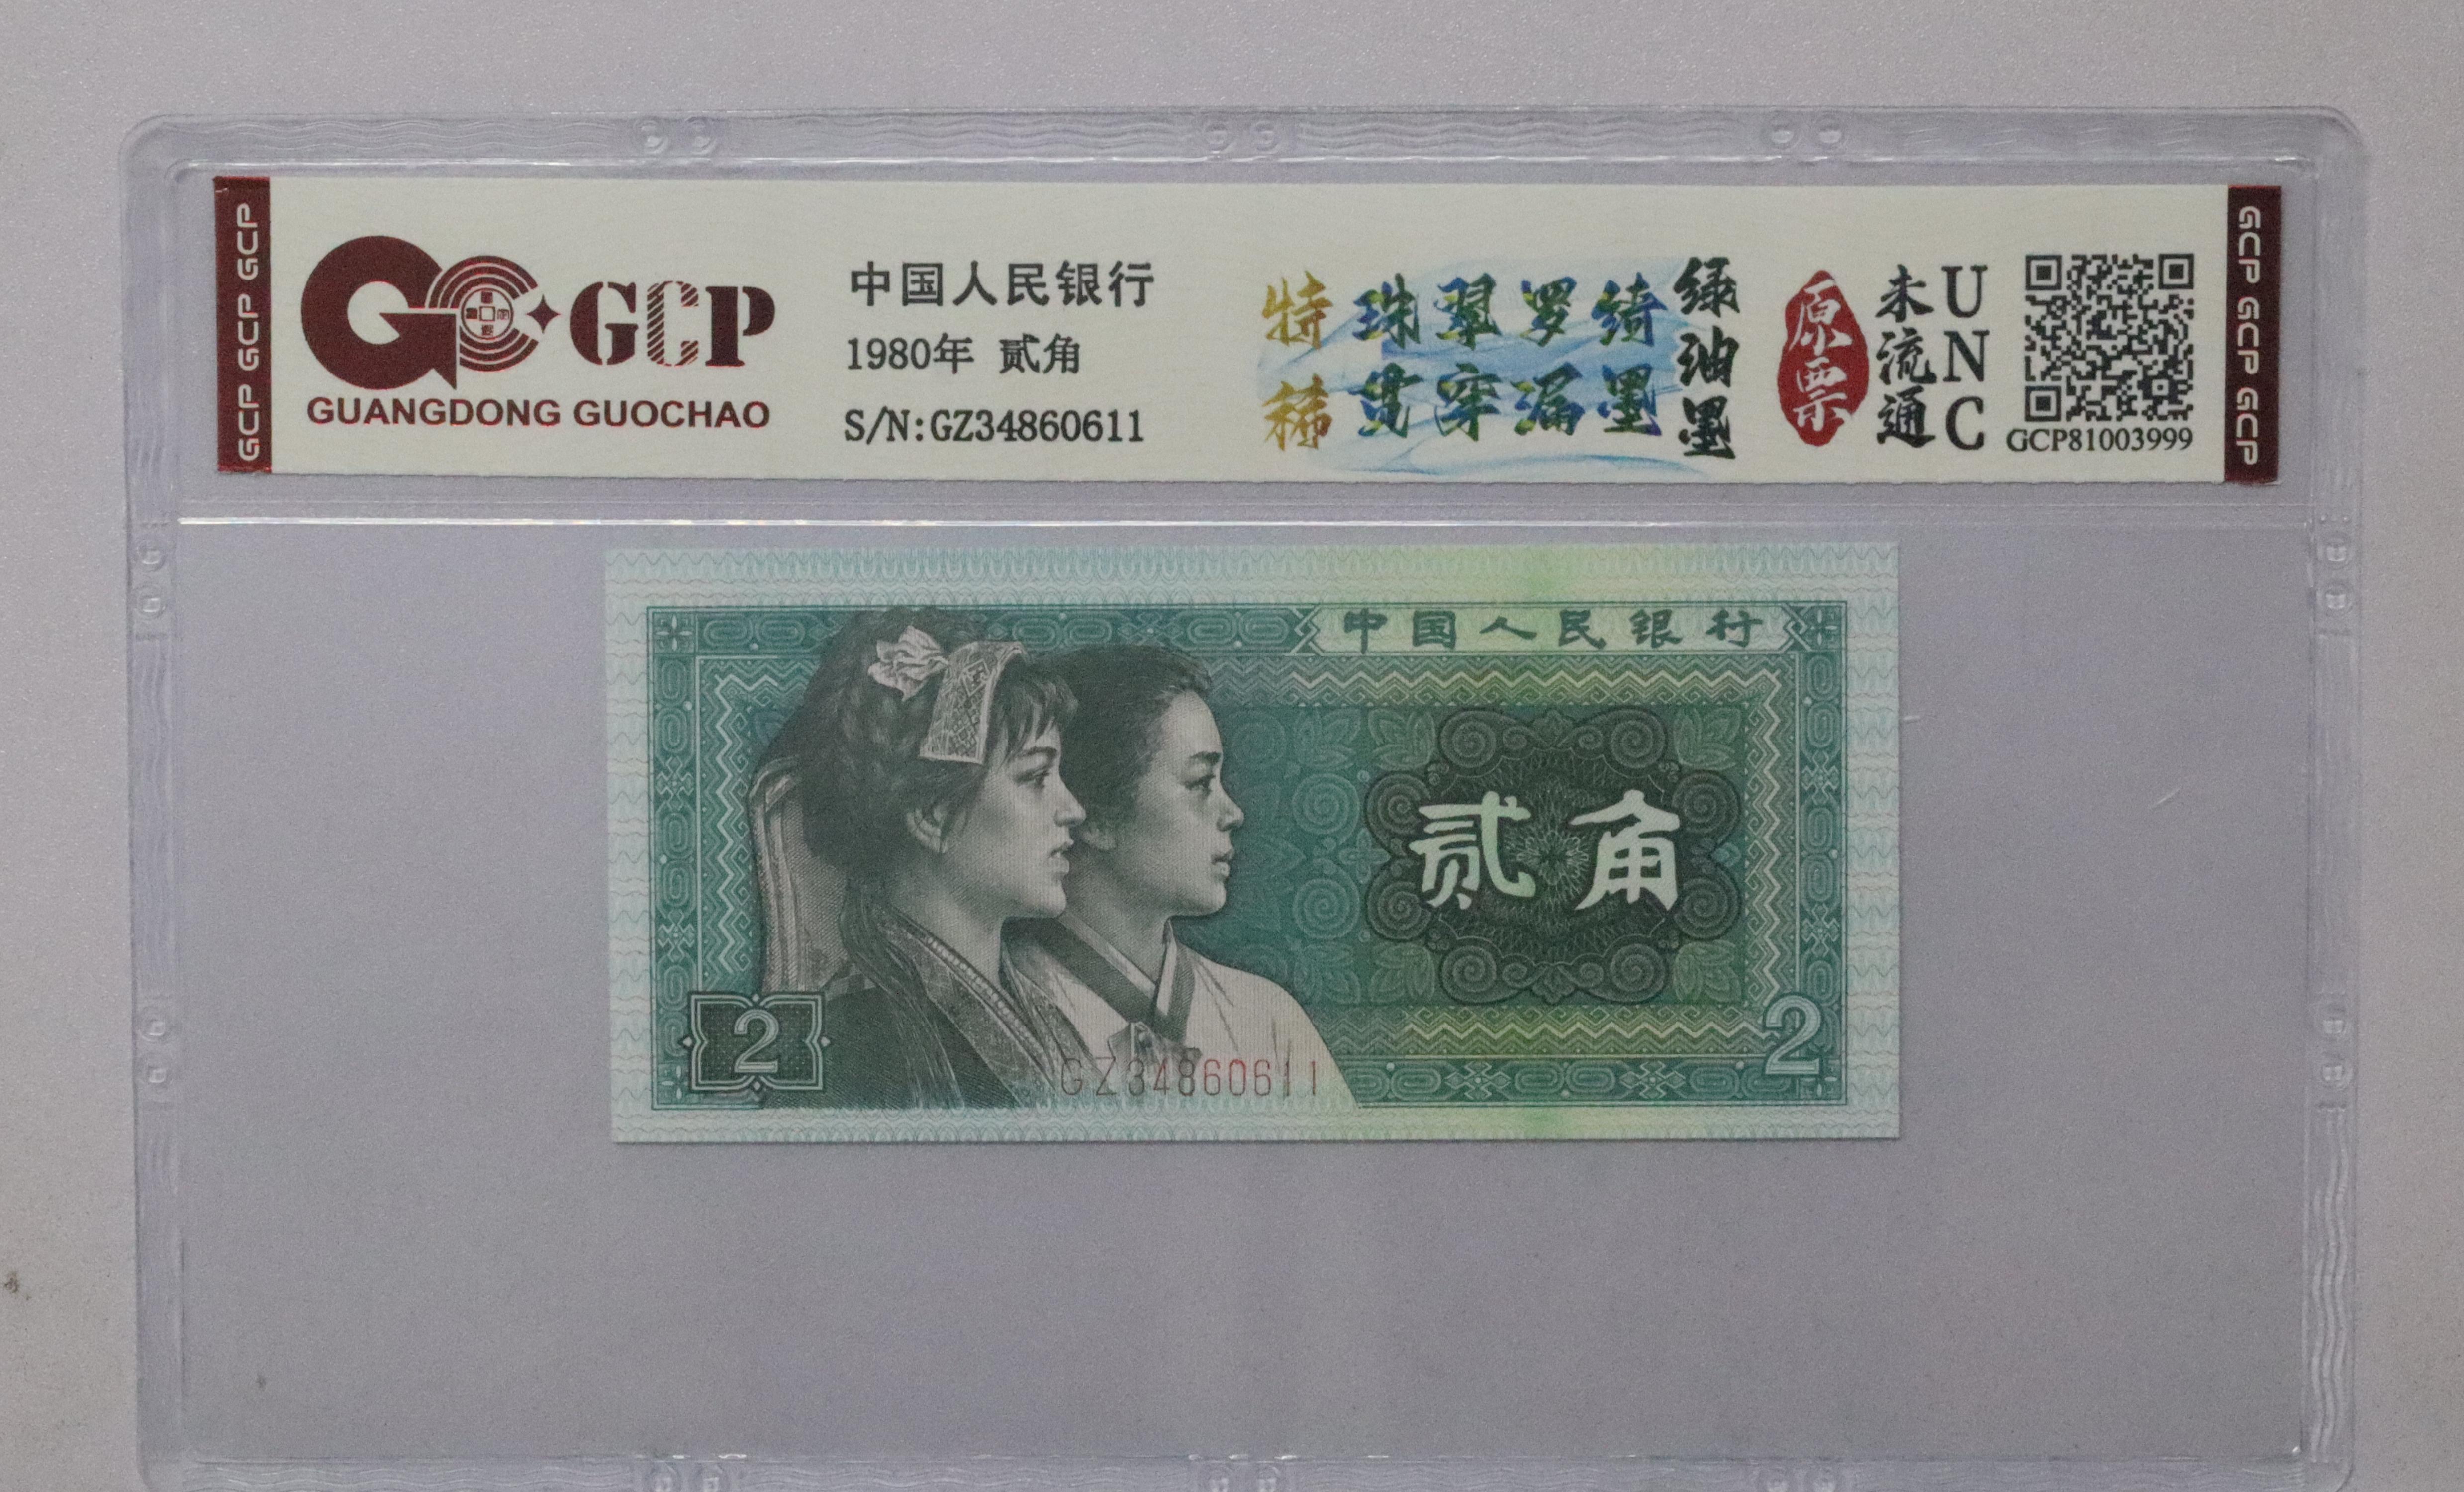 GCP GCP GCP
GCP
GUANGDONG GUOCHAO
中国人民银行
1980年 贰角
S/N:GZ34860611
特稀
珠翠罗绮
贯穿漏墨
绿油墨
原票
未流通
UNC
GCP81003999
GCP GCP GCP
中国人民银行
贰角
2
2
GZ34860611